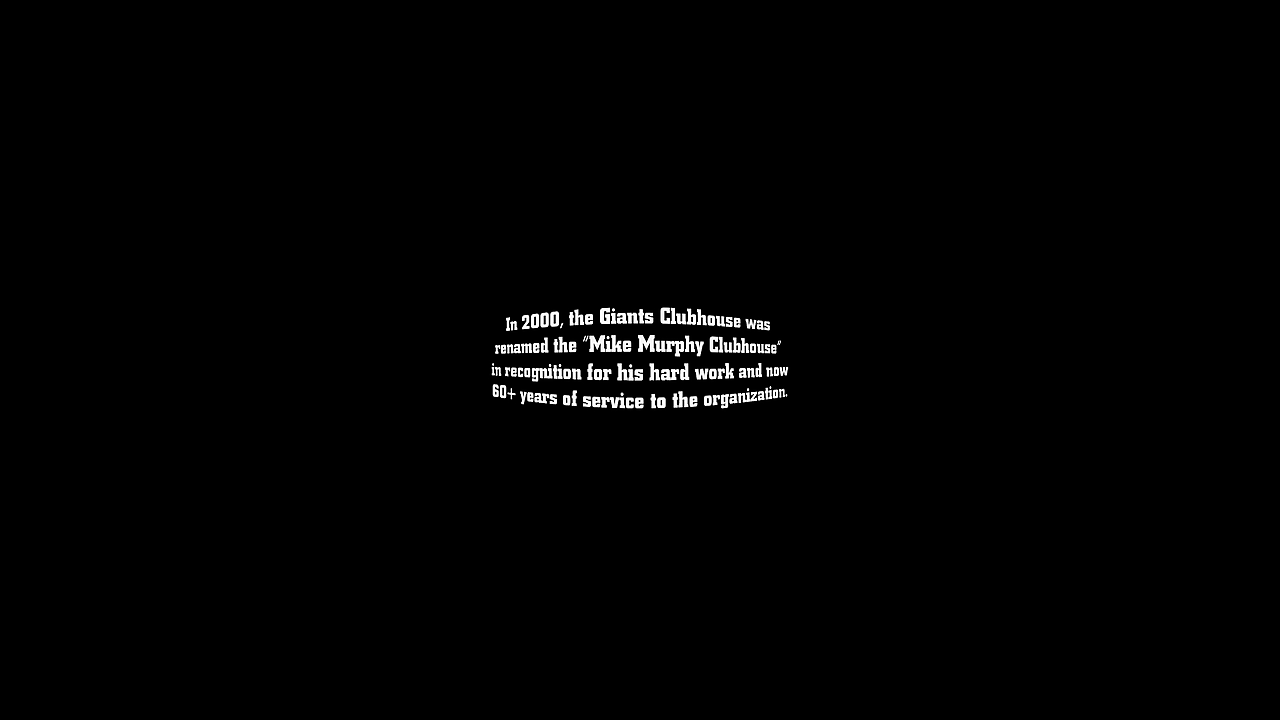 In 2000, the Giants Clubhouse was
renamed the "Mike Murphy Clubhouse"
in recognition for his hard work and now
60+ years of service to the organization.